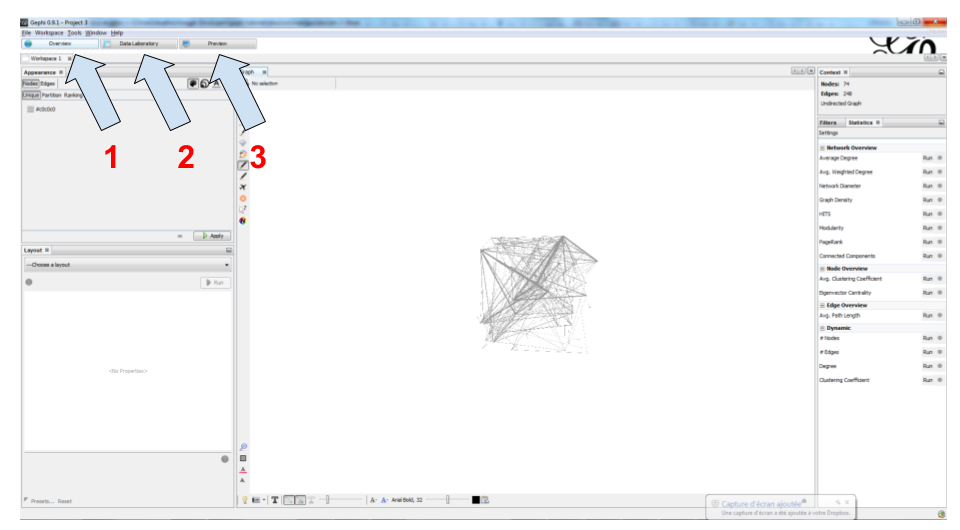 Gephi 0.9.1 - Project 3
File Workspace Tools Window Help
Overview Data Laboratory Preview
Workspace 1
Appearance
Nodes Edges
Unique Partition Ranking
#c0c0c0
Apply
Layout
---Choose a layout
Run
<No Properties>
Presets... Reset
1 2 3
No selection
Arial Bold, 32
Context
Nodes: 74
Edges: 248
Undirected Graph
Filters Statistics
Settings
Network Overview
Average Degree Run
Avg. Weighted Degree Run
Network Diameter Run
Graph Density Run
HITS Run
Modularity Run
PageRank Run
Connected Components Run
Node Overview
Avg. Clustering Coefficient Run
Eigenvector Centrality Run
Edge Overview
Avg. Path Length Run
Dynamic
# Nodes Run
# Edges Run
Degree Run
Clustering Coefficient Run
Capture d'écran ajoutée
Une capture d'écran a été ajoutée à votre Dropbox.